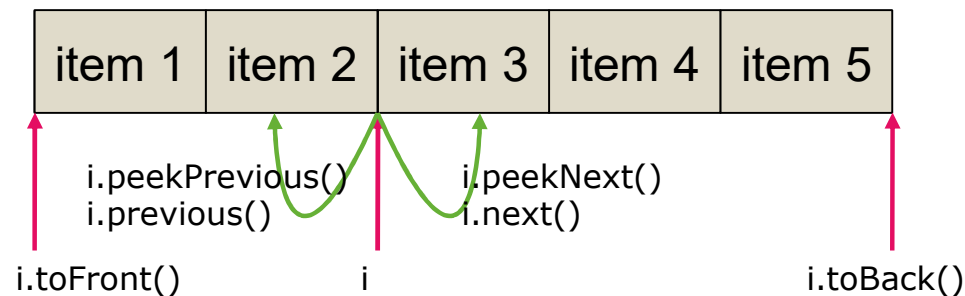 item 1 item 2 item 3 item 4 item 5
i.peekPrevious() i.peekNext()
i.previous() i.next()
i.toFront() i i.toBack()